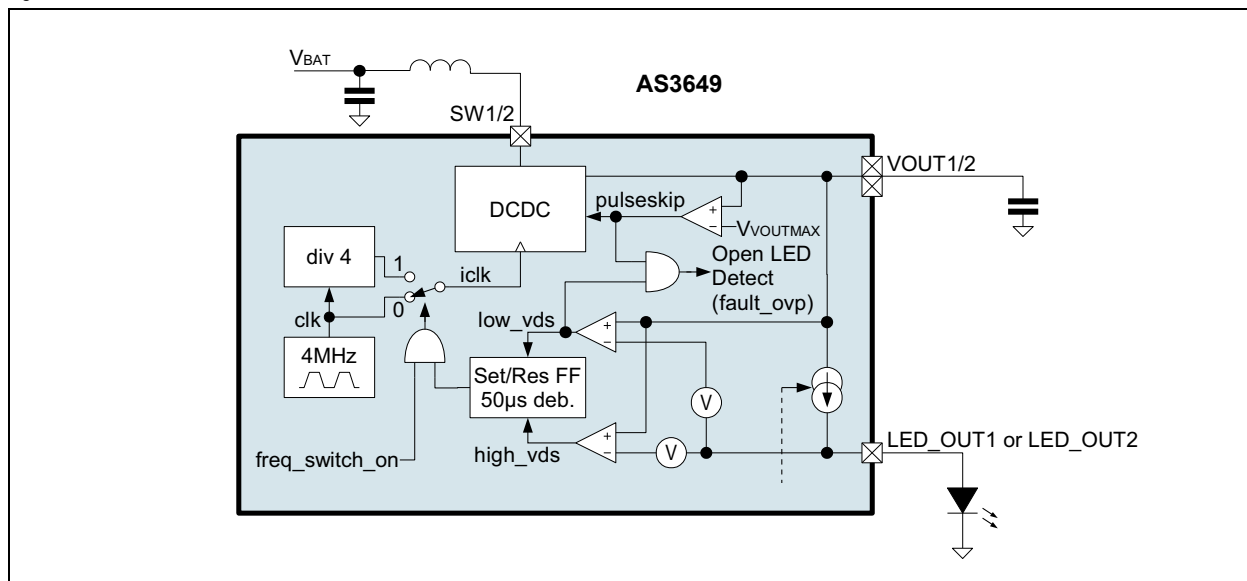 VBAT
AS3649
SW1/2
VOUT1/2
DCDC
pulseskip
+
−
VVOUTMAX
Open LED
Detect
(fault_ovp)
div 4
1
iclk
0
clk
4MHz
low_vds
+
−
Set/Res FF
50µs deb.
V
high_vds
+
−
V
freq_switch_on
LED_OUT1 or LED_OUT2